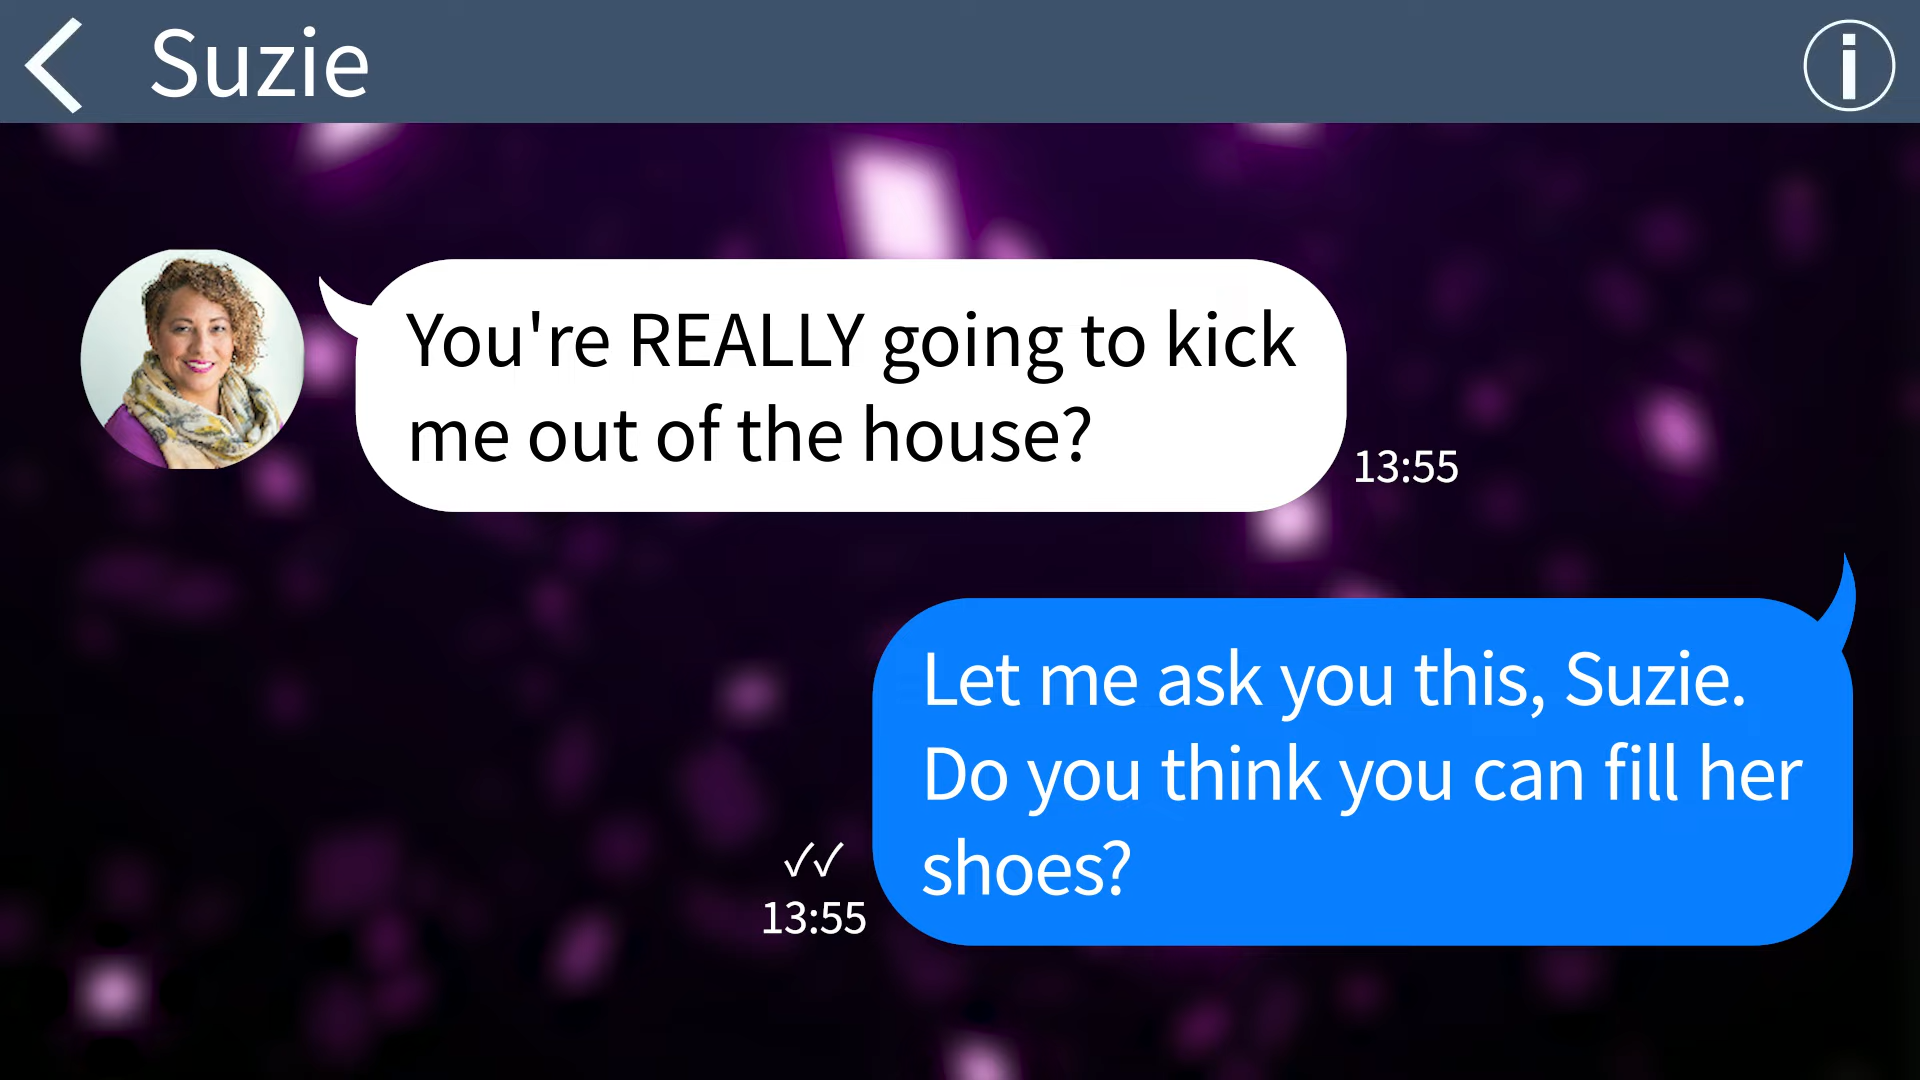 Suzie
You're REALLY going to kick
me out of the house?
13:55
Let me ask you this, Suzie.
Do you think you can fill her
shoes?
✓✓
13:55